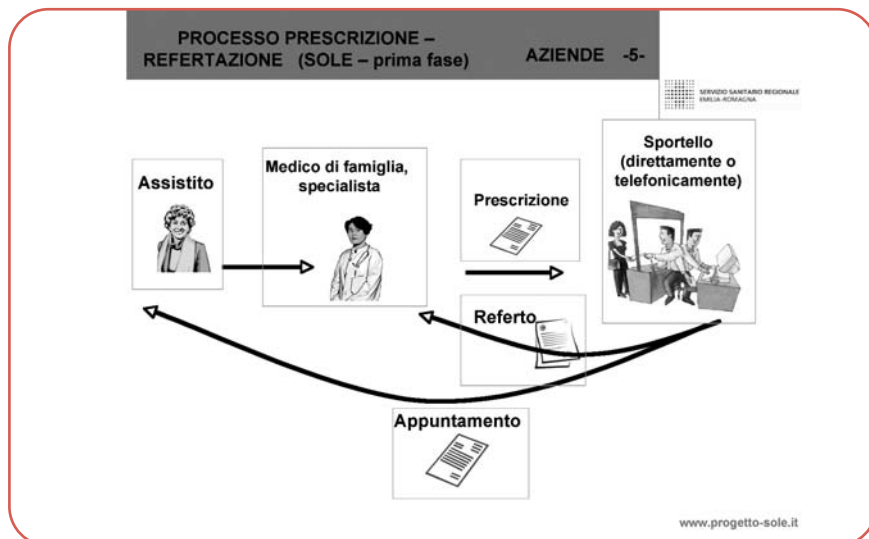 PROCESSO PRESCRIZIONE –
REFERTAZIONE (SOLE – prima fase)
AZIENDE -5-
SERVIZIO SANITARIO REGIONALE
EMILIA-ROMAGNA
Assistito
Medico di famiglia,
specialista
Prescrizione
Sportello
(direttamente o
telefonicamente)
Referto
Appuntamento
www.progetto-sole.it